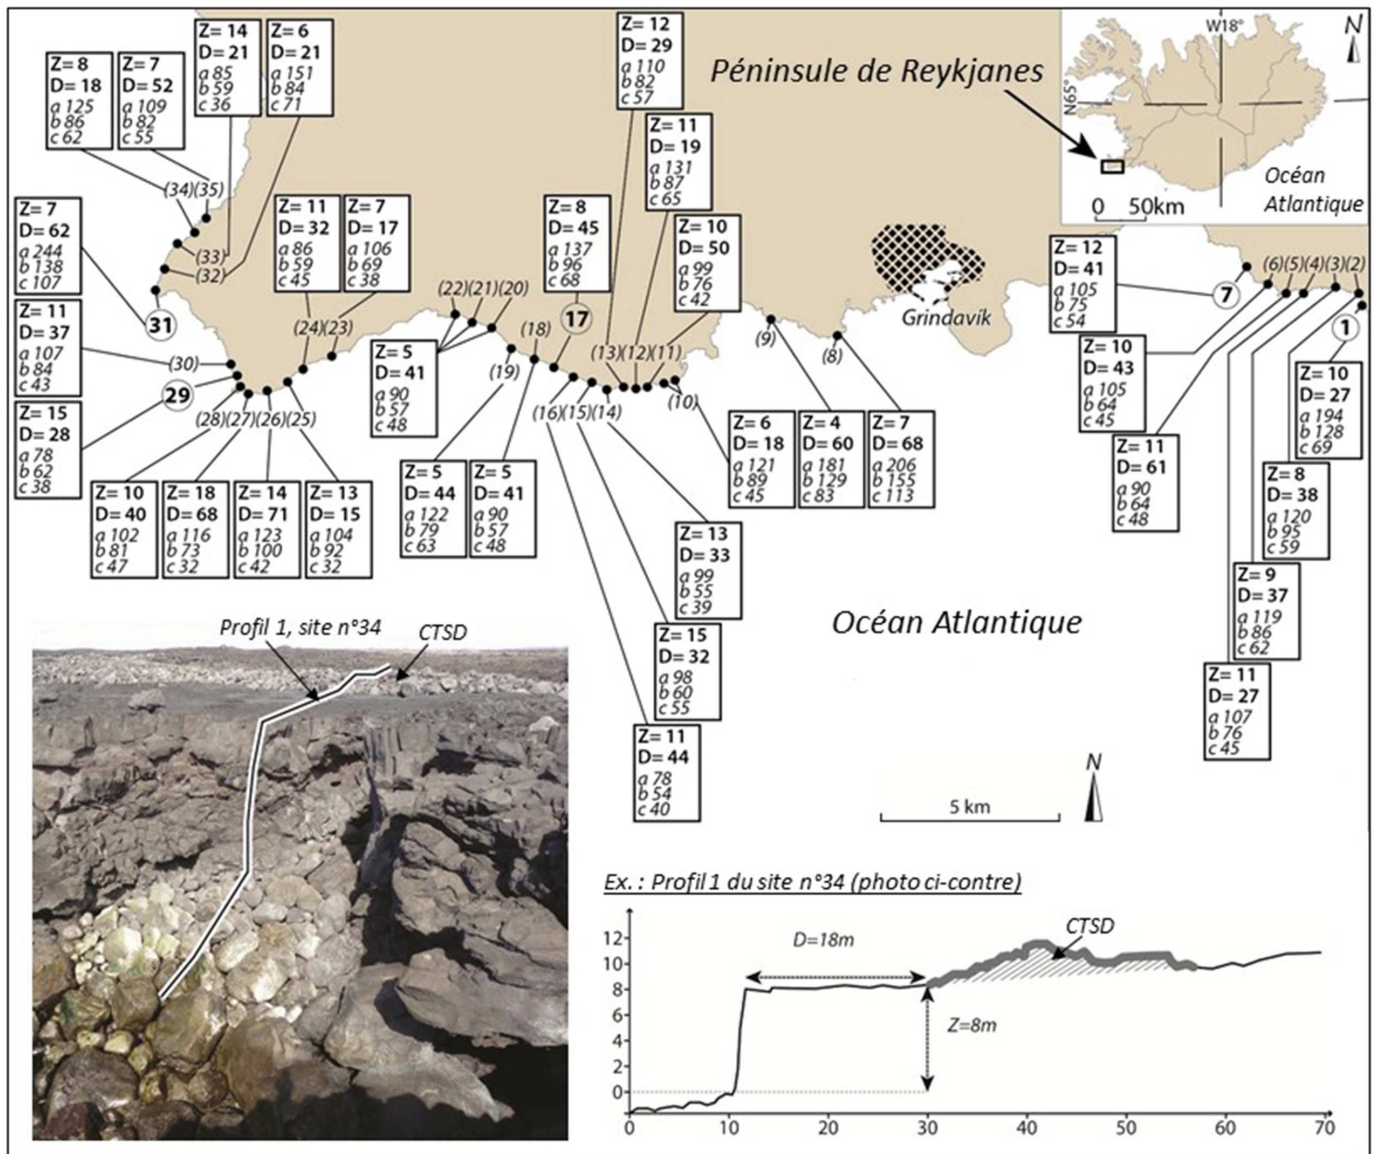 Z= 14
D= 21
a 85
b 59
c 36
Z= 6
D= 21
a 151
b 84
c 71
Z= 12
D= 29
a 110
b 82
c 57
W18°
N
N65°
Péninsule de Reykjanes
Océan
Atlantique
0 50km
Z= 8
D= 18
a 125
b 86
c 62
Z= 7
D= 52
a 109
b 82
c 55
Z= 11
D= 19
a 131
b 87
c 65
(34)(35)
(33)
(32)
Z= 7
D= 62
a 244
b 138
c 107
31
Z= 11
D= 32
a 86
b 59
c 45
Z= 7
D= 17
a 106
b 69
c 38
(24)(23)
Z= 8
D= 45
a 137
b 96
c 68
17
Z= 10
D= 50
a 99
b 76
c 42
(22)(21)(20)
(18)
(19)
(13)(12)(11)
(10)
(9)
(8)
Grindavik
Z= 12
D= 41
a 105
b 75
c 54
7
(6)(5)(4)(3)(2)
1
Z= 11
D= 37
a 107
b 84
c 43
(30)
29
Z= 15
D= 28
a 78
b 62
c 38
(28)(27)(26)(25)
Z= 5
D= 41
a 90
b 57
c 48
(16)(15)(14)
Z= 10
D= 43
a 105
b 64
c 45
Z= 10
D= 27
a 194
b 128
c 69
Z= 10
D= 40
a 102
b 81
c 47
Z= 18
D= 68
a 116
b 73
c 32
Z= 14
D= 71
a 123
b 100
c 42
Z= 13
D= 15
a 104
b 92
c 32
Z= 5
D= 44
a 122
b 79
c 63
Z= 5
D= 41
a 90
b 57
c 48
Z= 6
D= 18
a 121
b 89
c 45
Z= 4
D= 60
a 181
b 129
c 83
Z= 7
D= 68
a 206
b 155
c 113
Z= 11
D= 61
a 90
b 64
c 48
Z= 8
D= 38
a 120
b 95
c 59
Z= 13
D= 33
a 99
b 55
c 39
Z= 9
D= 37
a 119
b 86
c 62
Z= 15
D= 32
a 98
b 60
c 55
Z= 11
D= 27
a 107
b 76
c 45
Z= 11
D= 44
a 78
b 54
c 40
Océan Atlantique
N
5 km
Profil 1, site n°34
CTSD
Ex. : Profil 1 du site n°34 (photo ci-contre)
CTSD
D=18m
Z=8m
12
10
8
6
4
2
0
0 10 20 30 40 50 60 70